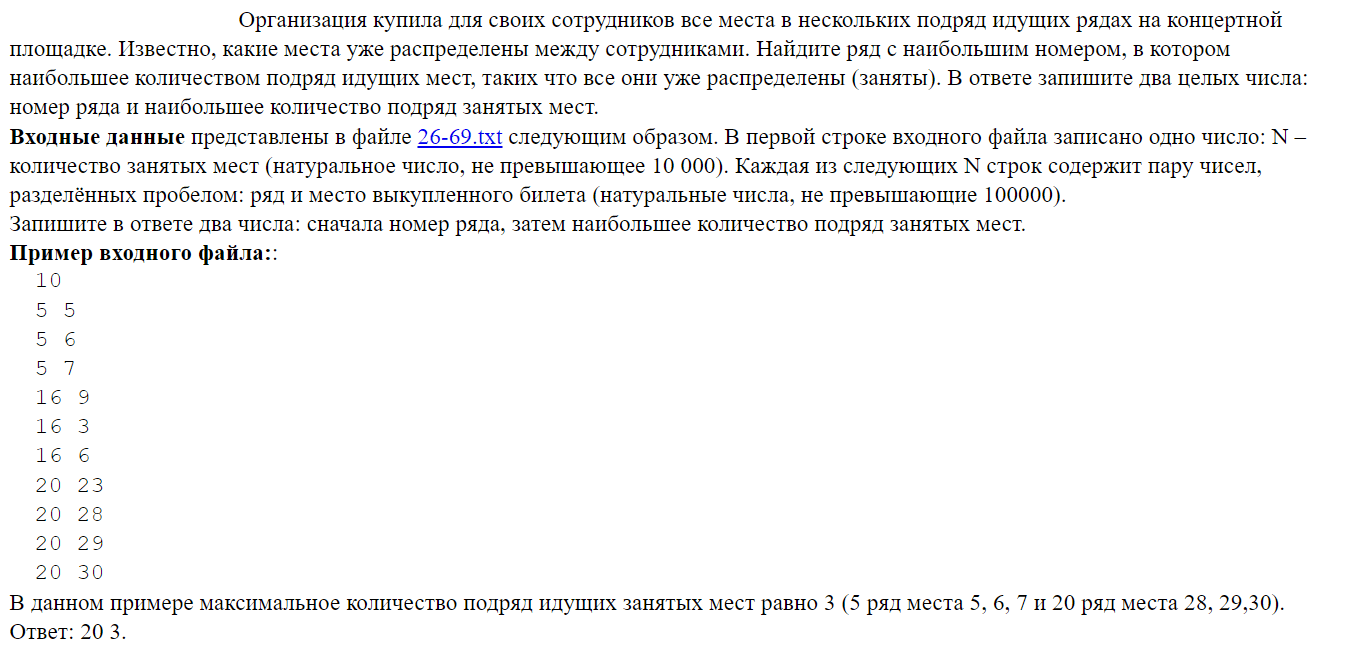 Организация купила для своих сотрудников все места в нескольких подряд идущих рядах на концертной
площадке. Известно, какие места уже распределены между сотрудниками. Найдите ряд с наибольшим номером, в котором
наибольшее количеством подряд идущих мест, таких что все они уже распределены (заняты). В ответе запишите два целых числа:
номер ряда и наибольшее количество подряд занятых мест.
Входные данные представлены в файле 26-69.txt следующим образом. В первой строке входного файла записано одно число: N –
количество занятых мест (натуральное число, не превышающее 10 000). Каждая из следующих N строк содержит пару чисел,
разделённых пробелом: ряд и место выкупленного билета (натуральные числа, не превышающие 100000).
Запишите в ответе два числа: сначала номер ряда, затем наибольшее количество подряд занятых мест.
Пример входного файла::
10
5 5
5 6
5 7
16 9
16 3
16 6
20 23
20 28
20 29
20 30
В данном примере максимальное количество подряд идущих занятых мест равно 3 (5 ряд места 5, 6, 7 и 20 ряд места 28, 29,30).
Ответ: 20 3.